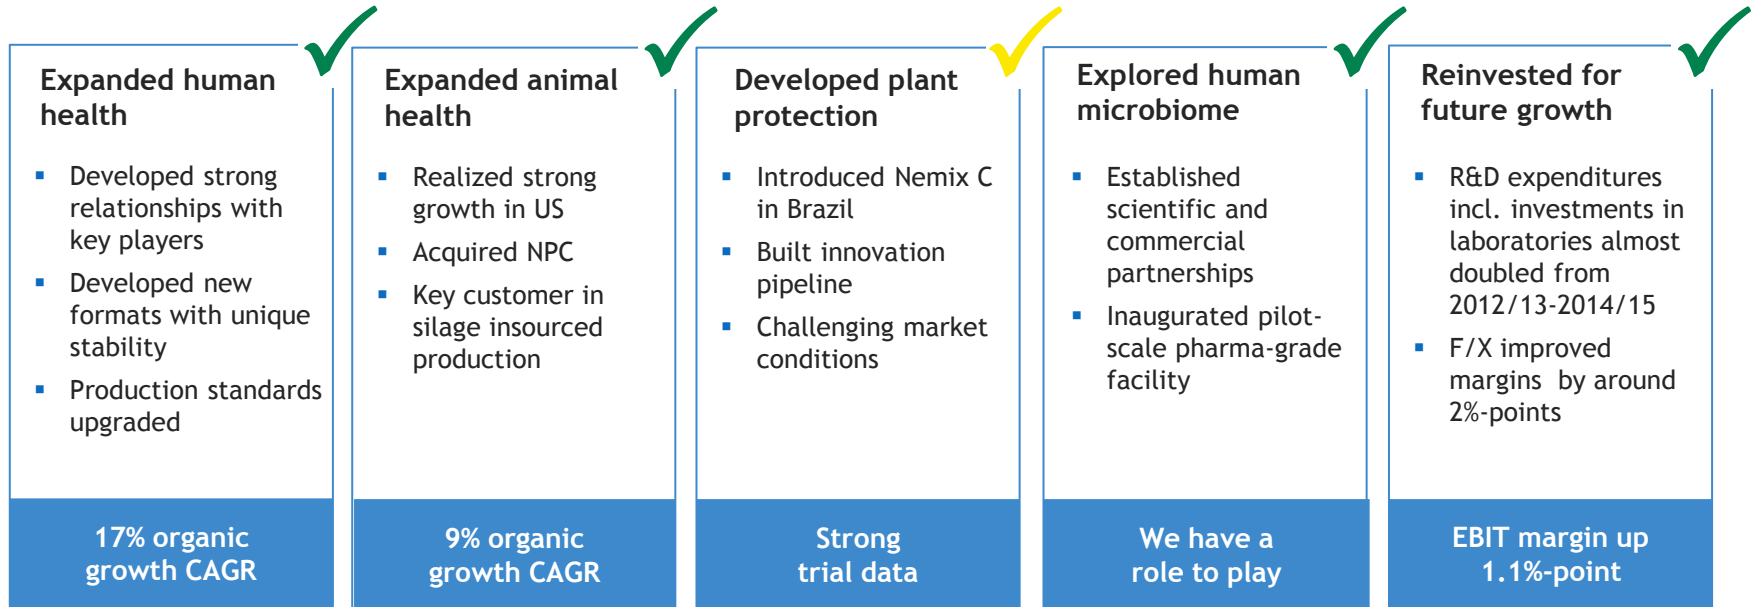 Expanded human
health
▪ Developed strong
relationships with
key players
▪ Developed new
formats with unique
stability
▪ Production standards
upgraded
17% organic
growth CAGR
Expanded animal
health
▪ Realized strong
growth in US
▪ Acquired NPC
▪ Key customer in
silage insourced
production
9% organic
growth CAGR
Developed plant
protection
▪ Introduced Nemix C
in Brazil
▪ Built innovation
pipeline
▪ Challenging market
conditions
Strong
trial data
Explored human
microbiome
▪ Established
scientific and
commercial
partnerships
▪ Inaugurated pilot-
scale pharma-grade
facility
We have a
role to play
Reinvested for
future growth
▪ R&D expenditures
incl. investments in
laboratories almost
doubled from
2012/13-2014/15
▪ F/X improved
margins by around
2%-points
EBIT margin up
1.1%-point